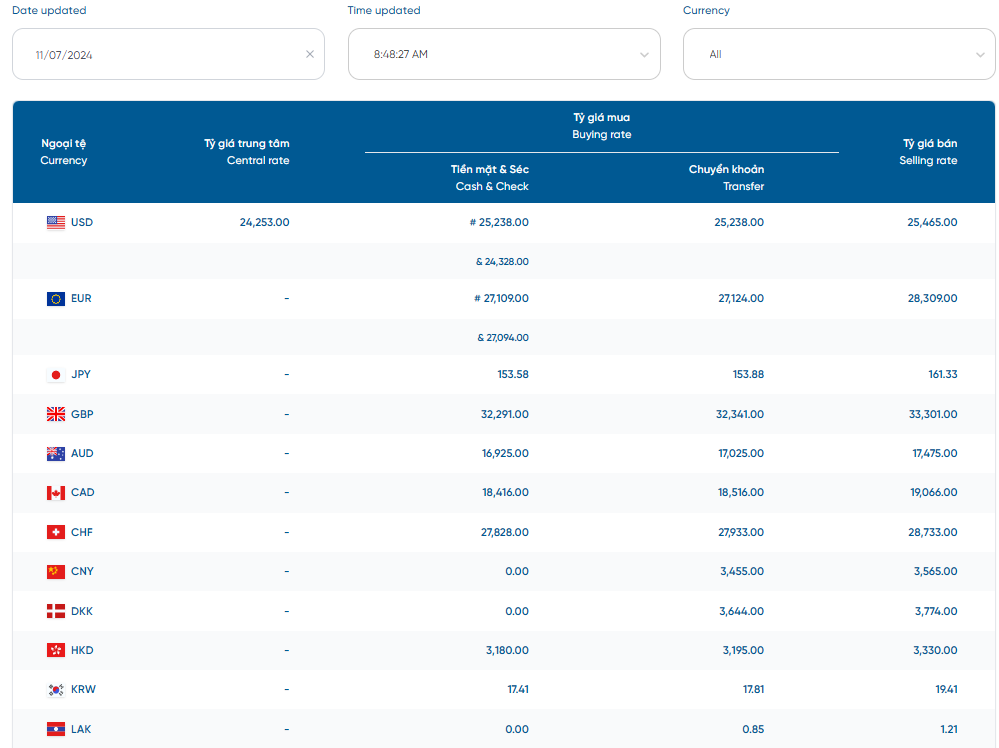 Date updated Time updated Currency
11/07/2024 8:48:27 AM All
Tỷ giá mua
Buying rate
Ngoại tệ Tỷ giá trung tâm Tỷ giá bán
Currency Central rate Selling rate
Tiền mặt & Séc Chuyển khoản
Cash & Check Transfer
USD 24,253.00 # 25,238.00 25,238.00 25,465.00
& 24,328.00
EUR - # 27,109.00 27,124.00 28,309.00
& 27,094.00
JPY - 153.58 153.88 161.33
GBP - 32,291.00 32,341.00 33,301.00
AUD - 16,925.00 17,025.00 17,475.00
CAD - 18,416.00 18,516.00 19,066.00
CHF - 27,828.00 27,933.00 28,733.00
CNY - 0.00 3,455.00 3,565.00
DKK - 0.00 3,644.00 3,774.00
HKD - 3,180.00 3,195.00 3,330.00
KRW - 17.41 17.81 19.41
LAK - 0.00 0.85 1.21